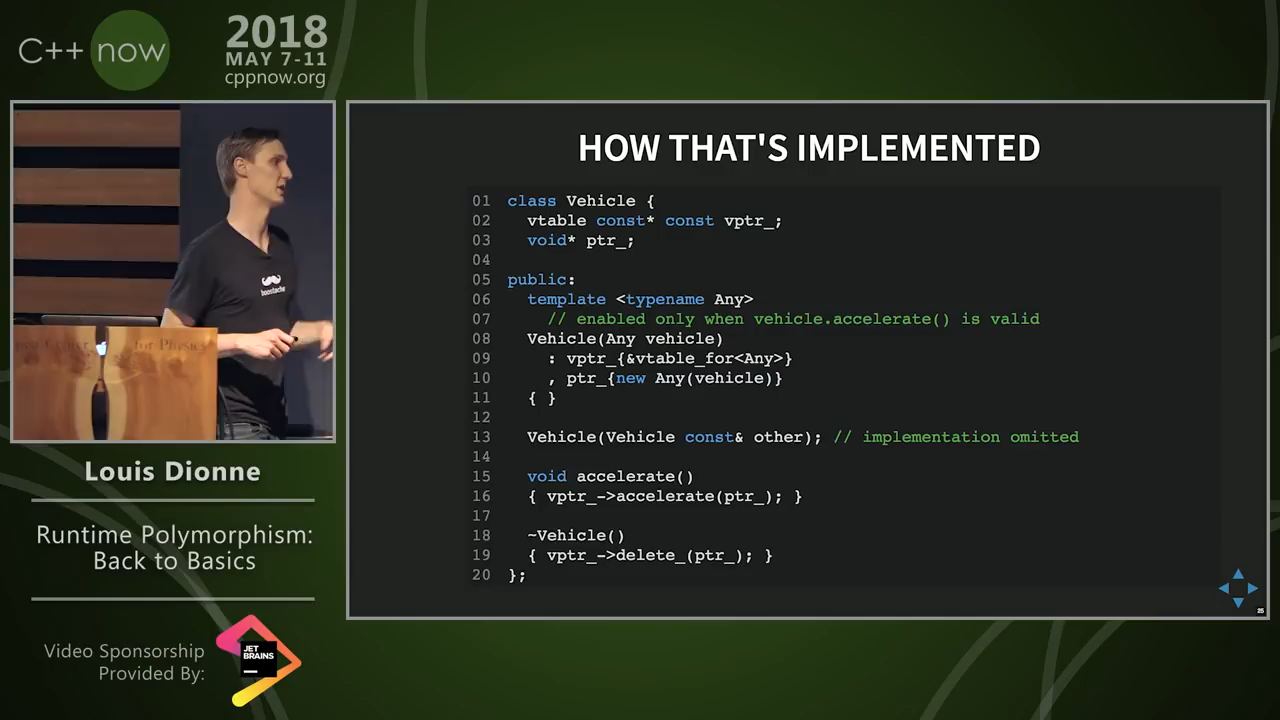 C++ now
2018
MAY 7-11
cppnow.org
HOW THAT'S IMPLEMENTED
01 class Vehicle {
02 vtable const* const vptr_;
03 void* ptr_;
04
05 public:
06 template <typename Any>
07 // enabled only when vehicle.accelerate() is valid
08 Vehicle(Any vehicle)
09 : vptr_{&vtable_for<Any>}
10 , ptr_{new Any(vehicle)}
11 { }
12
13 Vehicle(Vehicle const& other); // implementation omitted
14
15 void accelerate()
16 { vptr_->accelerate(ptr_); }
17
18 ~Vehicle()
19 { vptr_->delete_(ptr_); }
20 };
25
boostache
for Physics
Louis Dionne
Runtime Polymorphism:
Back to Basics
Video Sponsorship
Provided By:
JET
BRAINS